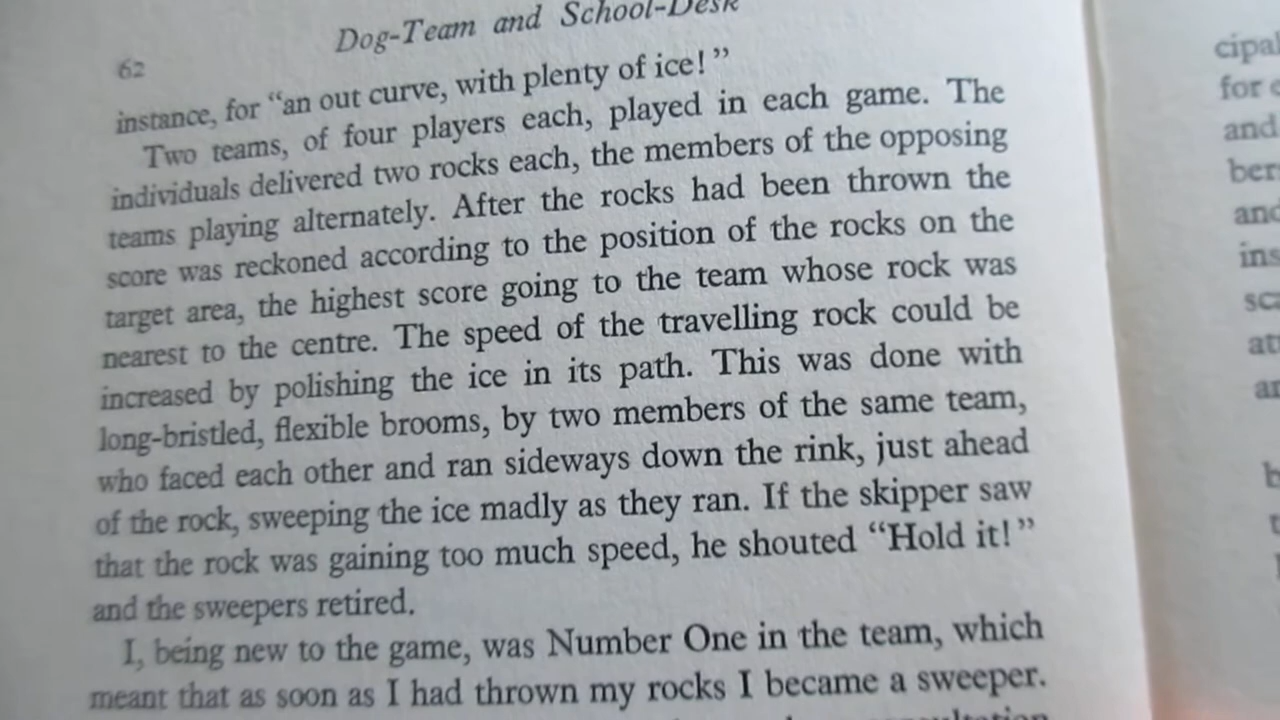 Dog-Team and School-Desk
62
instance, for “an out curve, with plenty of ice!”
Two teams, of four players each, played in each game. The
individuals delivered two rocks each, the members of the opposing
teams playing alternately. After the rocks had been thrown the
score was reckoned according to the position of the rocks on the
target area, the highest score going to the team whose rock was
nearest to the centre. The speed of the travelling rock could be
increased by polishing the ice in its path. This was done with
long-bristled, flexible brooms, by two members of the same team,
who faced each other and ran sideways down the rink, just ahead
of the rock, sweeping the ice madly as they ran. If the skipper saw
that the rock was gaining too much speed, he shouted “Hold it!”
and the sweepers retired.
I, being new to the game, was Number One in the team, which
meant that as soon as I had thrown my rocks I became a sweeper.
cipal
for
and